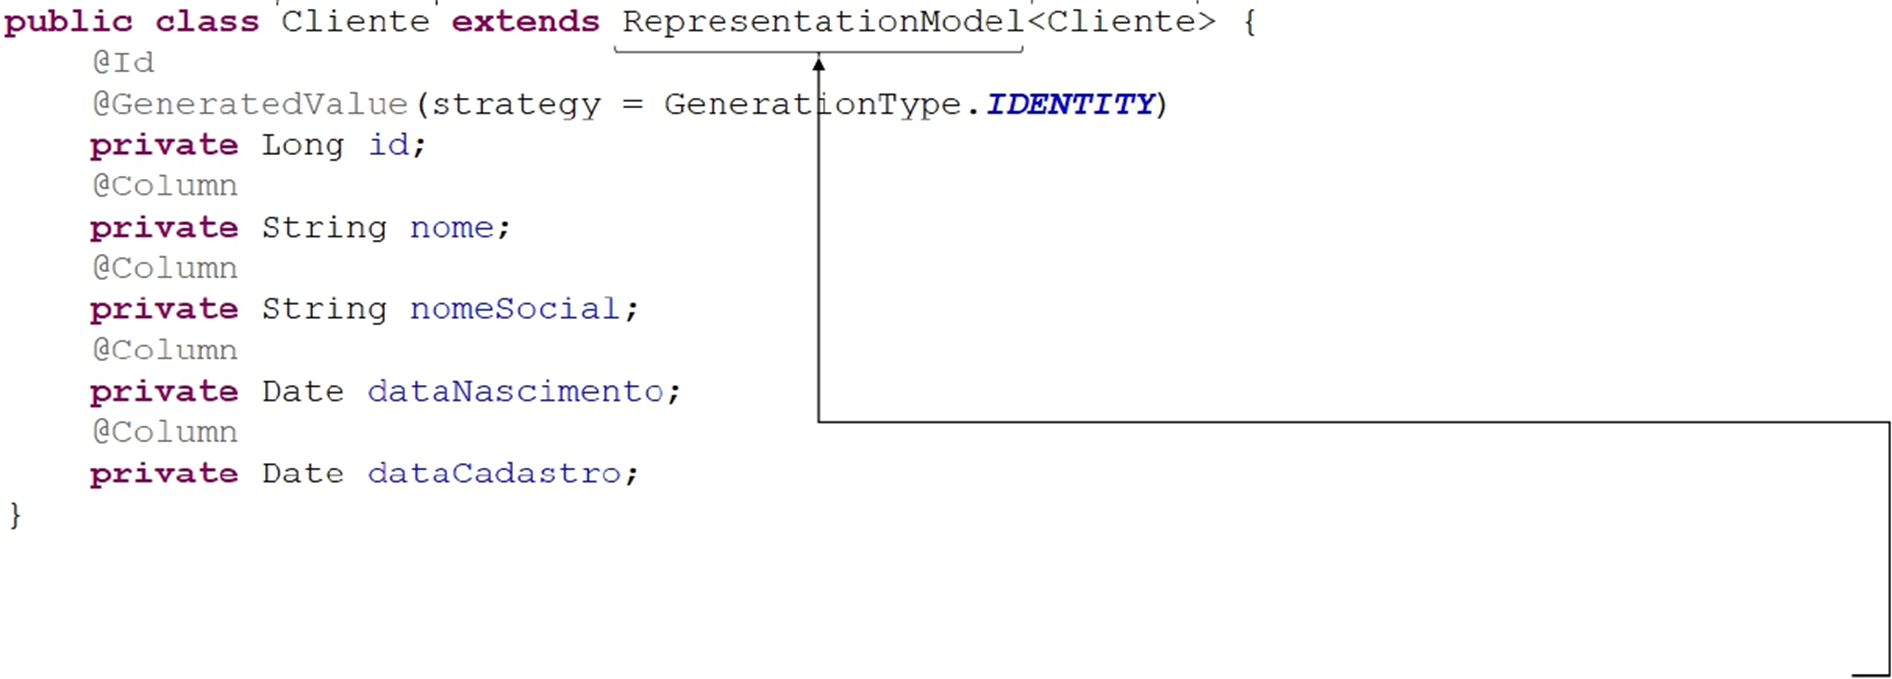 public class Cliente extends RepresentationModel<Cliente> {
@Id
@GeneratedValue(strategy = GenerationType.IDENTITY)
private Long id;
@Column
private String nome;
@Column
private String nomeSocial;
@Column
private Date dataNascimento;
@Column
private Date dataCadastro;
}